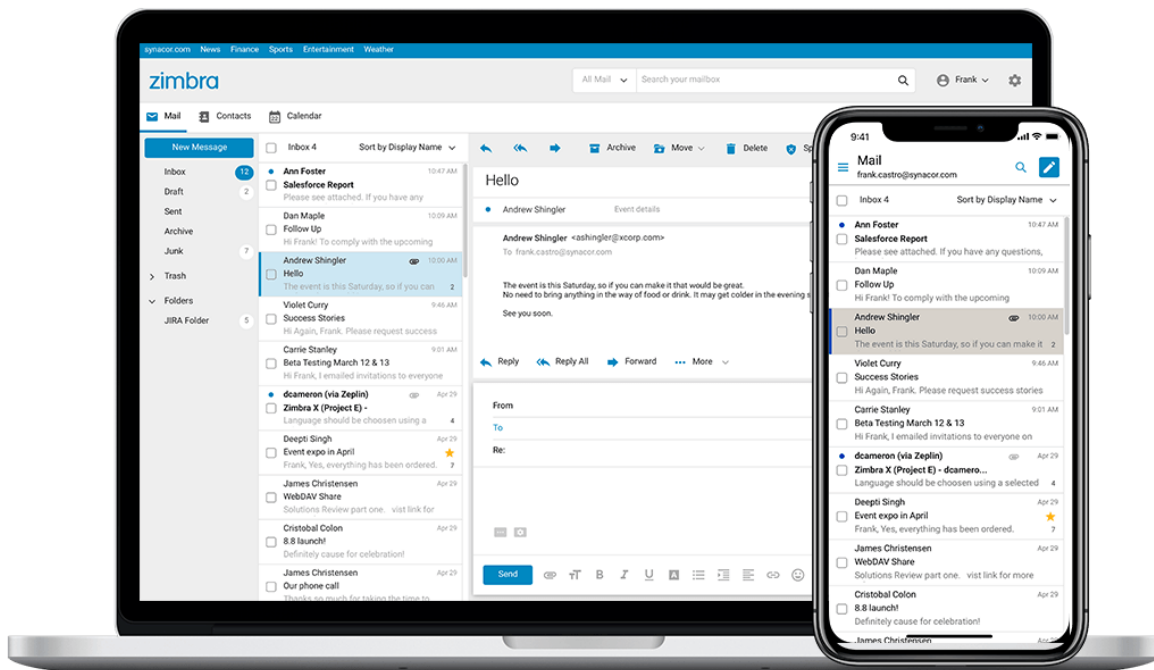 synacor.com News Finance Sports Entertainment Weather
zimbra
All Mail Search your mailbox Frank
Mail Contacts 22 Calendar
New Message
Inbox 12
Draft 2
Sent
Archive
Junk 7
Trash
Folders
JIRA Folder 5
Inbox 4 Sort by Display Name
Ann Foster 10:47 AM
Salesforce Report
Please see attached. If you have any
Dan Maple 10:09 AM
Follow Up
Hi Frank! To comply with the upcoming
Andrew Shingler 10:00 AM
Hello
The event is this Saturday, so if you can 2
Violet Curry 9:46 AM
Success Stories
Hi Again, Frank. Please request success
Carrie Stanley 9:01 AM
Beta Testing March 12 & 13
Hi Frank, I emailed invitations to everyone
dcameron (via Zeplin) Apr 29
Zimbra X (Project E) -
Language should be choosen using a 4
Deepti Singh Apr 29
Event expo in April
Frank, Yes, everything has been ordered. 7
James Christensen Apr 29
WebDAV Share
Solutions Review part one. vist link for
Cristobal Colon Apr 29
8.8 launch!
Definitely cause for celebration!
James Christensen Apr 29
Our phone call
Thanks so much for taking the time to
Archive Move Delete Sp
Hello
Andrew Shingler Event details
Andrew Shingler <ashingler@xcorp.com>
To frank.castro@synacor.com
The event is this Saturday, so if you can make it that would be great.
No need to bring anything in the way of food or drink. It may get colder in the evening s
See you soon.
Reply Reply All Forward More
From
To
Re:
Send T B I U A
9:41
Mail
frank.castro@synacor.com
Inbox 4 Sort by Display Name
Ann Foster 10:47 AM
Salesforce Report
Please see attached. If you have any questions,
Dan Maple 10:09 AM
Follow Up
Hi Frank! To comply with the upcoming
Andrew Shingler 10:00 AM
Hello
The event is this Saturday, so if you can make it 2
Violet Curry 9:46 AM
Success Stories
Hi Again, Frank. Please request success stories
Carrie Stanley 9:01 AM
Beta Testing March 12 & 13
Hi Frank, I emailed invitations to everyone on
dcameron (via Zeplin) Apr 29
Zimbra X (Project E) - dcamero...
Language should be choosen using a selected 4
Deepti Singh Apr 29
Event expo in April
Frank, Yes, everything has been ordered. 7
James Christensen Apr 29
WebDAV Share
Solutions Review part one. vist link for more
Cristobal Colon Apr 29
8.8 launch!
Definitely cause for celebration!
James Christensen Apr 29